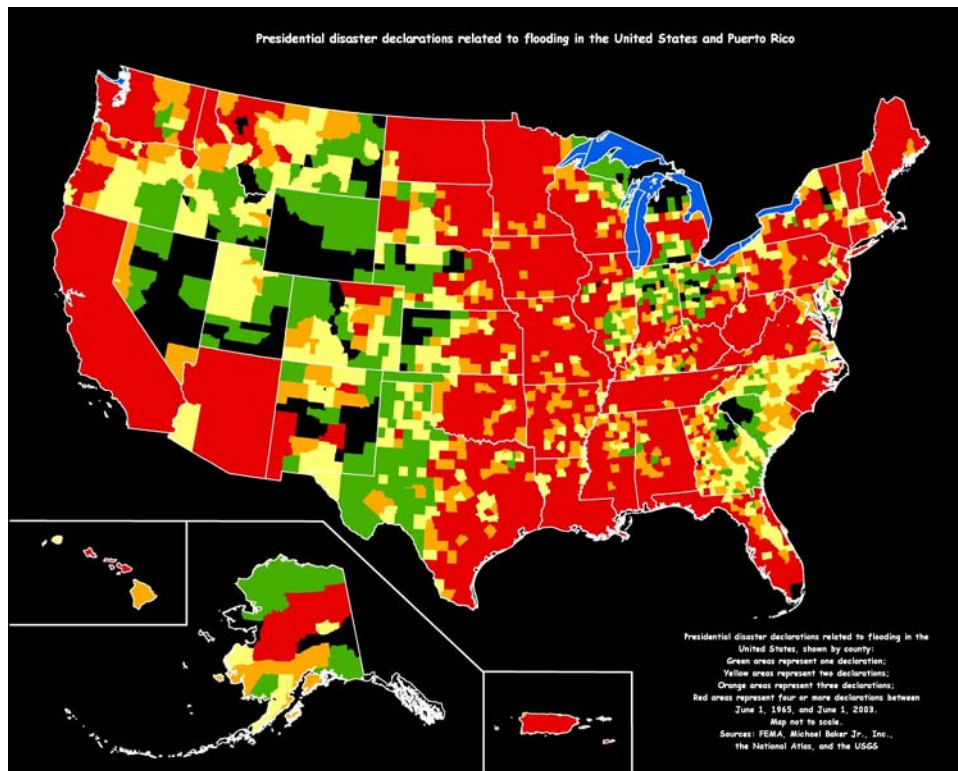 Presidential disaster declarations related to flooding in the United States and Puerto Rico
Presidential disaster declarations related to flooding in the
United States, shown by county:
Green areas represent one declaration;
Yellow areas represent two declarations;
Orange areas represent three declarations;
Red areas represent four or more declarations between
June 1, 1965, and June 1, 2003.
Map not to scale.
Sources: FEMA, Michael Baker Jr., Inc.,
the National Atlas, and the USGS